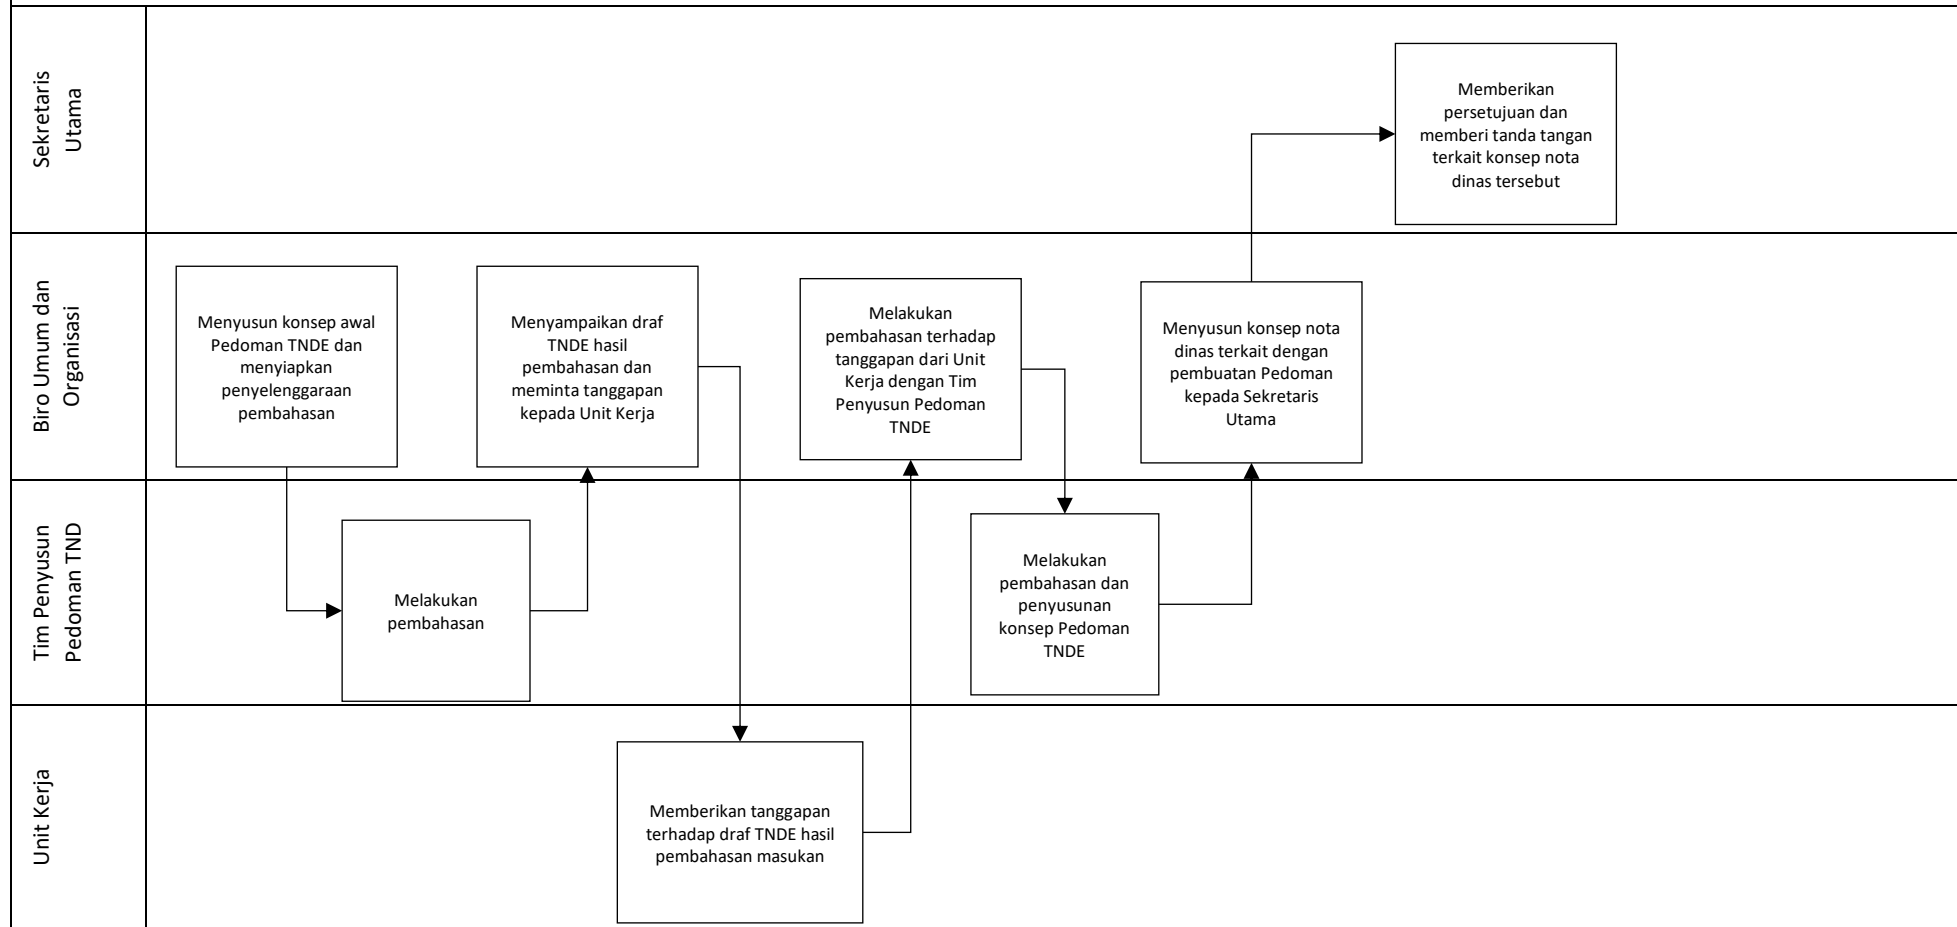 Sekretaris
Utama
Memberikan
persetujuan dan
memberi tanda tangan
terkait konsep nota
dinas tersebut
Biro Umum dan
Organisasi
Menyusun konsep awal
Pedoman TNDE dan
menyiapkan
penyelenggaraan
pembahasan
Menyampaikan draf
TNDE hasil
pembahasan dan
meminta tanggapan
kepada Unit Kerja
Melakukan
pembahasan terhadap
tanggapan dari Unit
Kerja dengan Tim
Penyusun Pedoman
TNDE
Menyusun konsep nota
dinas terkait dengan
pembuatan Pedoman
kepada Sekretaris
Utama
Tim Penyusun
Pedoman TND
Melakukan
pembahasan
Melakukan
pembahasan dan
penyusunan
konsep Pedoman
TNDE
Unit Kerja
Memberikan tanggapan
terhadap draf TNDE hasil
pembahasan masukan